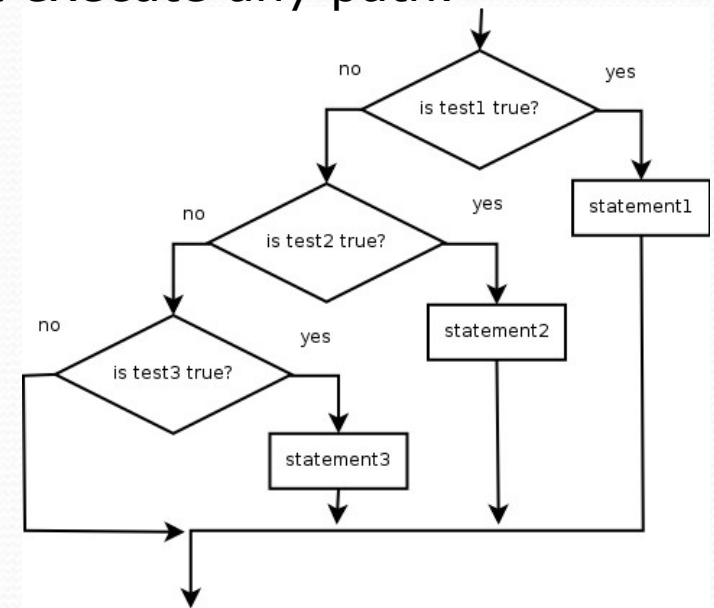 execute any path.
no
yes
is test1 true?
statement1
no
yes
is test2 true?
statement2
no
yes
is test3 true?
statement3